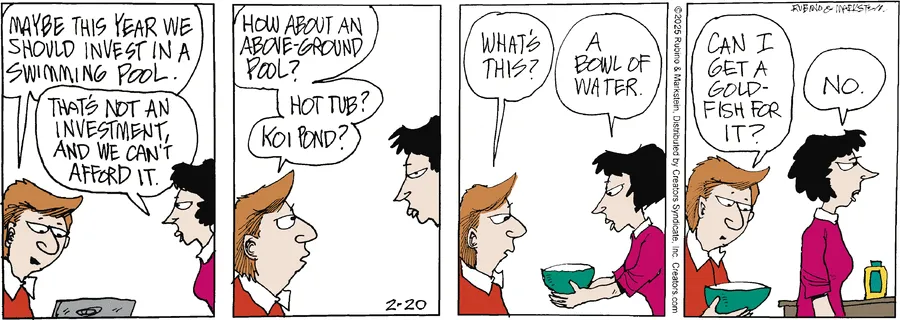 MAYBE THIS YEAR WE
SHOULD INVEST IN A
SWIMMING POOL.
THAT'S NOT AN
INVESTMENT,
AND WE CAN'T
AFFORD IT.
HOW ABOUT AN
ABOVE-GROUND
POOL?
HOT TUB?
KOI POND?
2-20
WHAT'S
THIS?
A
BOWL OF
WATER.
©2025 Rubino & Markstein, Distributed by Creators Syndicate, Inc. Creators.com
RUBINO & MARKSTEIN.
CAN I
GET A
GOLD-
FISH FOR
IT?
NO.